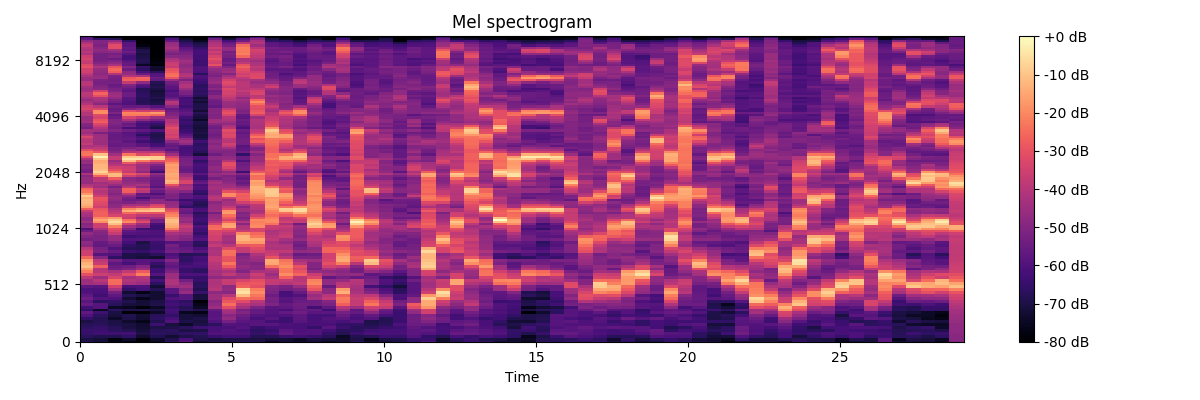 Mel spectrogram
+0 dB
8192
-10 dB
-20 dB
4096
-30 dB
2048
-40 dB
Hz
1024
-50 dB
-60 dB
512
-70 dB
0
-80 dB
0 5 10 15 20 25
Time